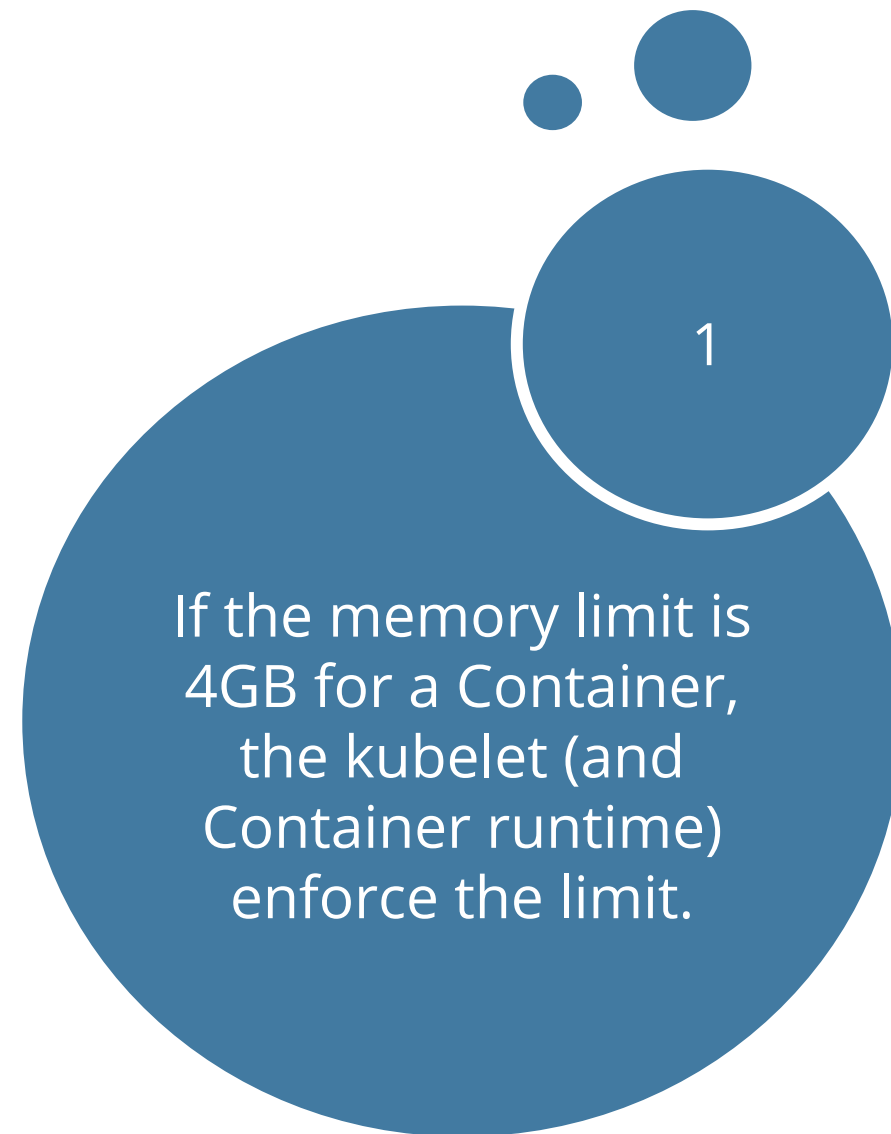 1
If the memory limit is
4GB for a Container,
the kubelet (and
Container runtime)
enforce the limit.